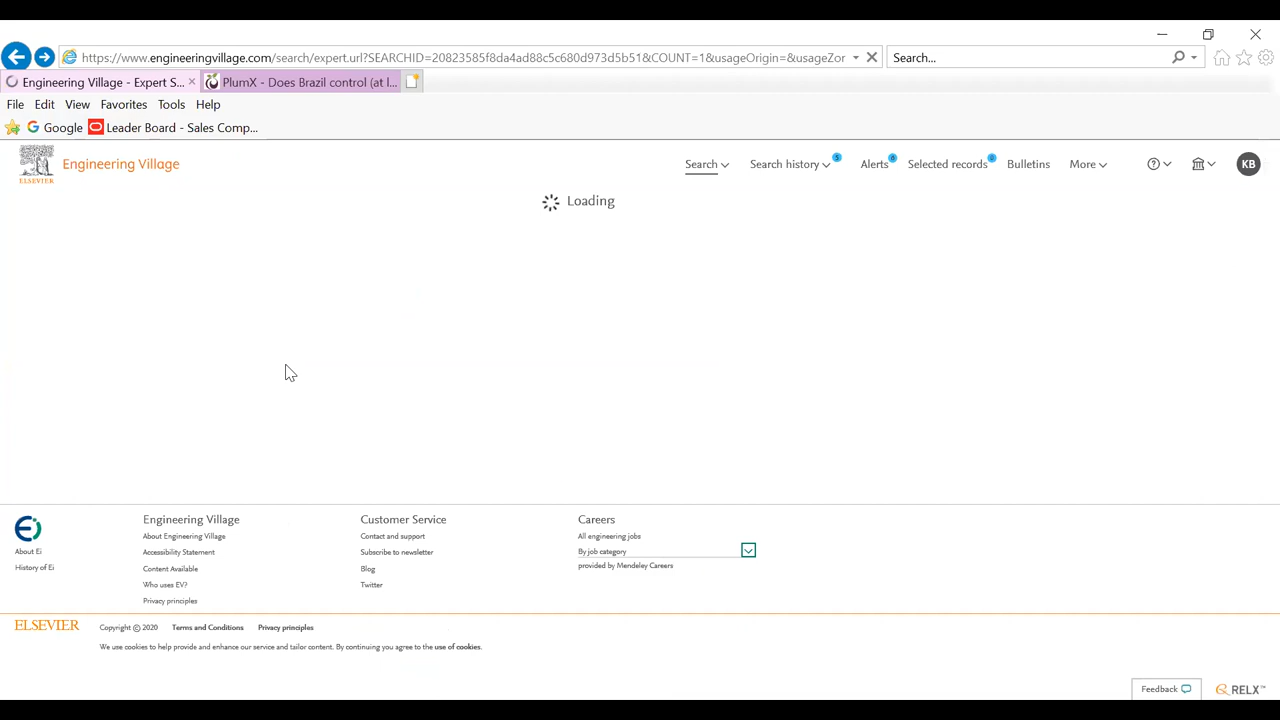 https://www.engineeringvillage.com/search/expert.url?SEARCHID=20823585f8da4ad88c5c680d973d5b51&COUNT=1&usageOrigin=&usageZor
Search...
Engineering Village - Expert S...
PlumX - Does Brazil control (at l...
File Edit View Favorites Tools Help
Google
Leader Board - Sales Comp...
ELSEVIER
Engineering Village
Search
Search history 5
Alerts 8
Selected records 0
Bulletins
More
KB
Loading
About Ei
History of Ei
Engineering Village
About Engineering Village
Accessibility Statement
Content Available
Who uses EV?
Privacy principles
Customer Service
Contact and support
Subscribe to newsletter
Blog
Twitter
Careers
All engineering jobs
By job category
provided by Mendeley Careers
ELSEVIER
Copyright © 2020 Terms and Conditions Privacy principles
We use cookies to help provide and enhance our service and tailor content. By continuing you agree to the use of cookies.
Feedback
RELX™